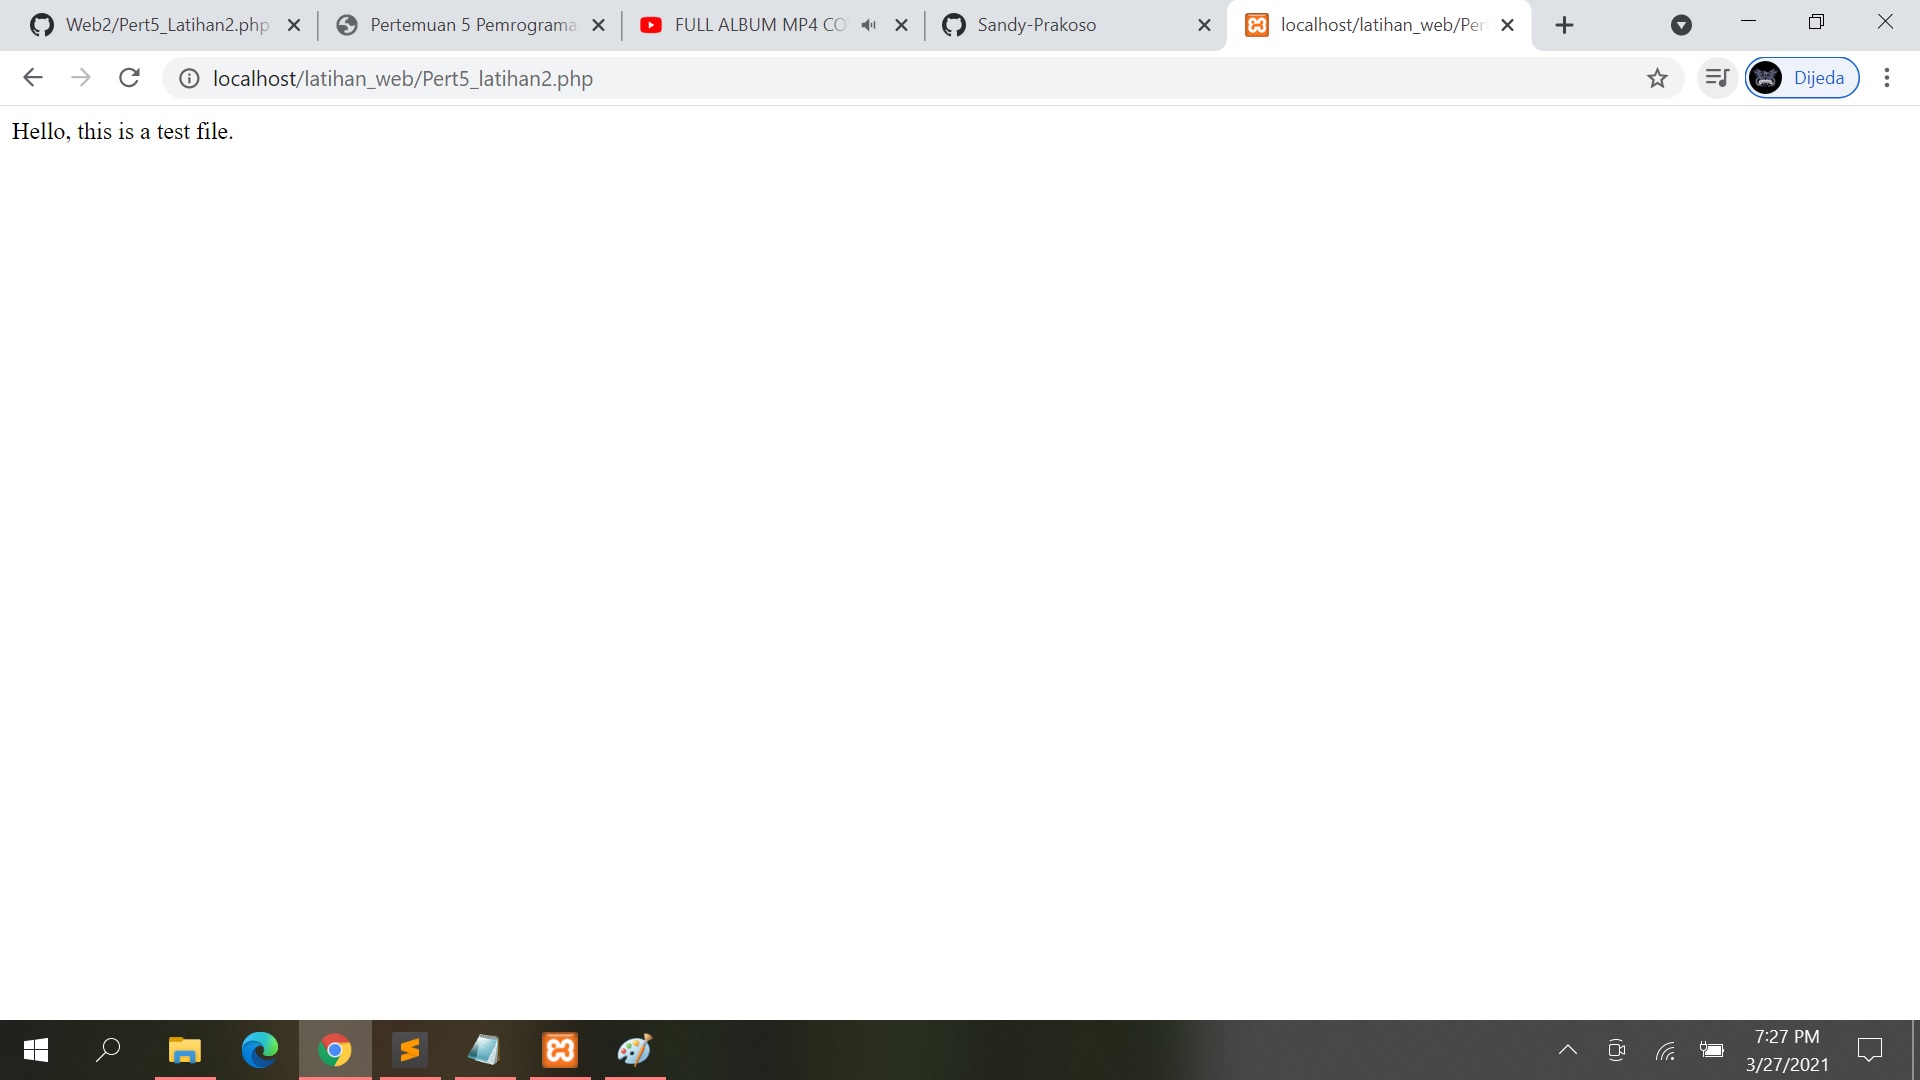 Web2/Pert5_Latihan2.php
Pertemuan 5 Pemrograma
FULL ALBUM MP4 CO
Sandy-Prakoso
localhost/latihan_web/Per
localhost/latihan_web/Pert5_latihan2.php
Dijeda
Hello, this is a test file.
7:27 PM
3/27/2021